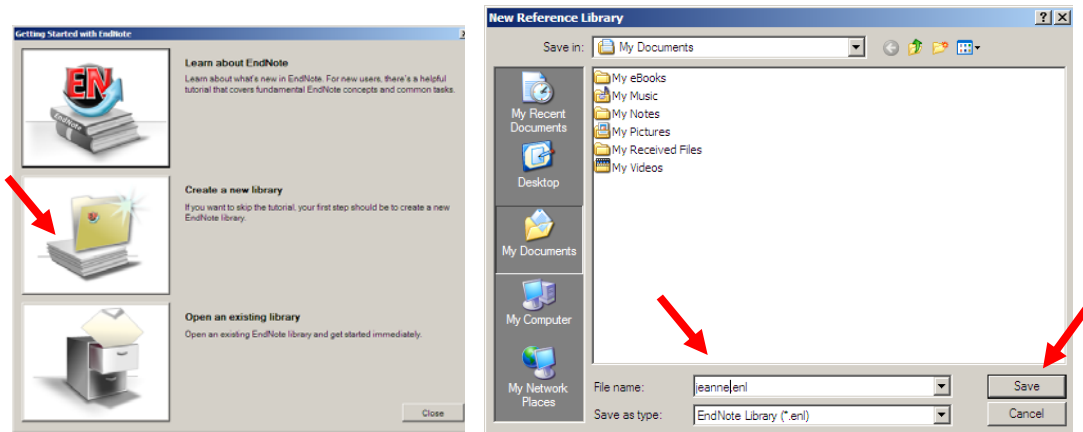 Getting Started with EndNote
Learn about EndNote
Learn about what's new in EndNote. For new users, there's a helpful
tutorial that covers fundamental EndNote concepts and common tasks.
EN
EndNote
Create a new library
If you want to skip the tutorial, your first step should be to create a new
EndNote library.
Open an existing library
Open an existing EndNote library and get started immediately.
Close
New Reference Library
Save in:
My Documents
My Recent
Documents
Desktop
My Documents
My Computer
My Network
Places
My eBooks
My Music
My Notes
My Pictures
My Received Files
My Videos
File name:
jeanne.enl
Save
Save as type:
EndNote Library (*.enl)
Cancel